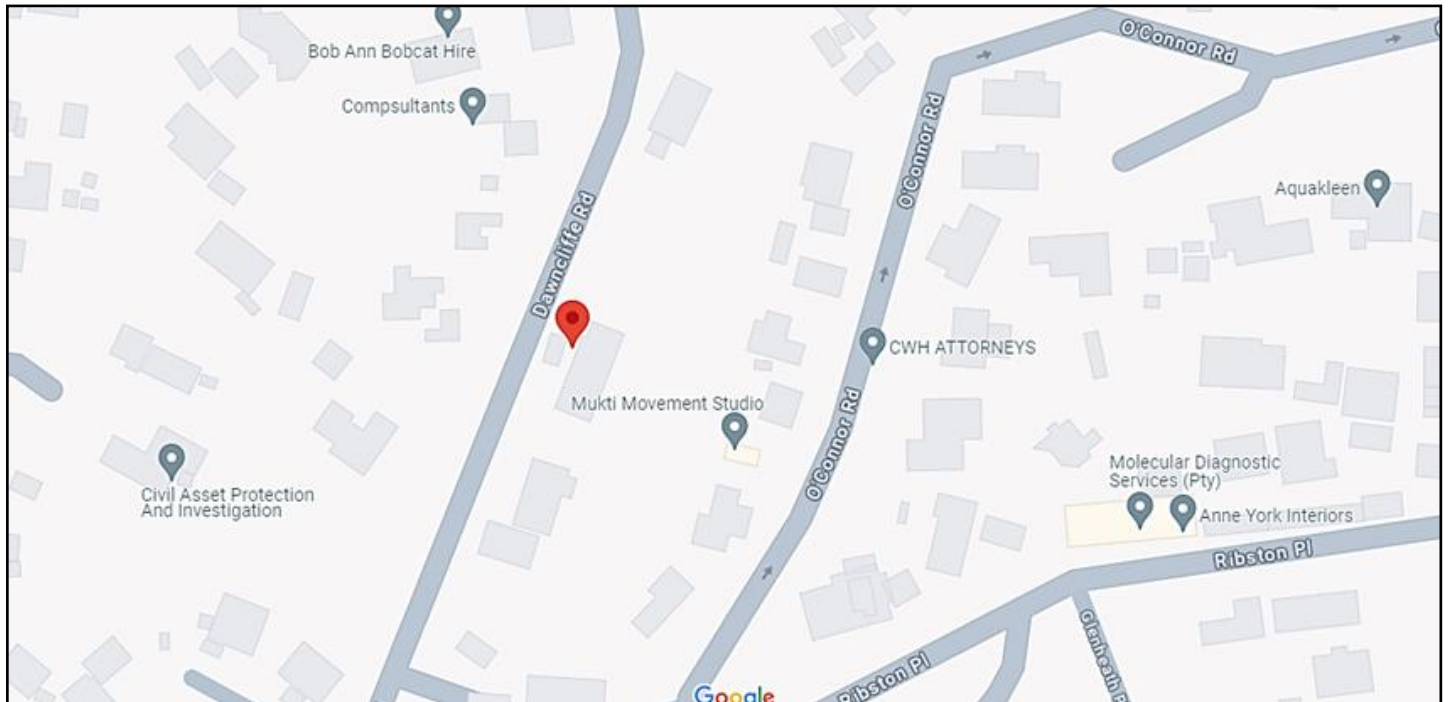 Bob Ann Bobcat Hire
Compsultants
Dawncliffe Rd
O'Connor Rd
O'Connor Rd
O'Connor Rd
Aquakleen
CWH ATTORNEYS
Mukti Movement Studio
Civil Asset Protection
And Investigation
Molecular Diagnostic
Services (Pty)
Anne York Interiors
Ribston Pl
Ribston Pl
Glenheath
Google